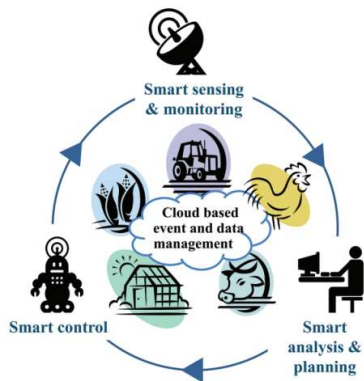 Smart sensing
& monitoring
Cloud based
event and data
management
Smart control
Smart
analysis &
planning